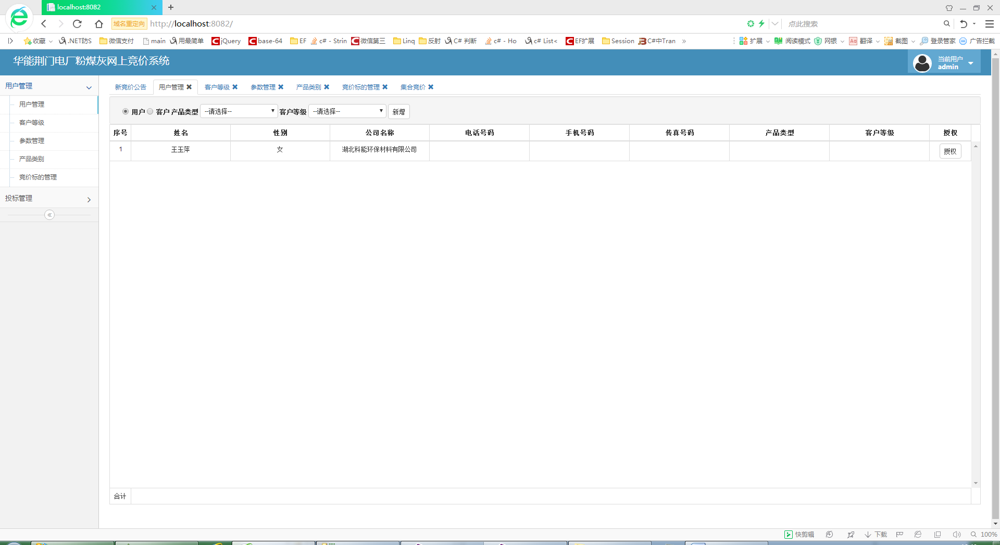 localhost:8082
域名重定向 http://localhost:8082/ 点此搜索
收藏 .NET防S 微信支付 main 用最简单 jQuery base-64 EF c# - Strin 微信第三 Linq 反射 C# 判断 c# - Ho c# List< EF扩展 Session C#中Tran » 扩展 阅读模式 网银 翻译 截图 登录管家 广告拦截
华能荆门电厂粉煤灰网上竞价系统
当前用户
admin
用户管理
用户管理
客户等级
参数管理
产品类别
竞价标的管理
投标管理
新竞价公告 用户管理 客户等级 参数管理 产品类别 竞价标的管理 集合竞价
用户 客户 产品类型 --请选择-- 客户等级 --请选择-- 新增
序号 姓名 性别 公司名称 电话号码 手机号码 传真号码 产品类型 客户等级 授权
1 王玉萍 女 湖北科能环保材料有限公司 授权
合计
快剪辑 下载 100%